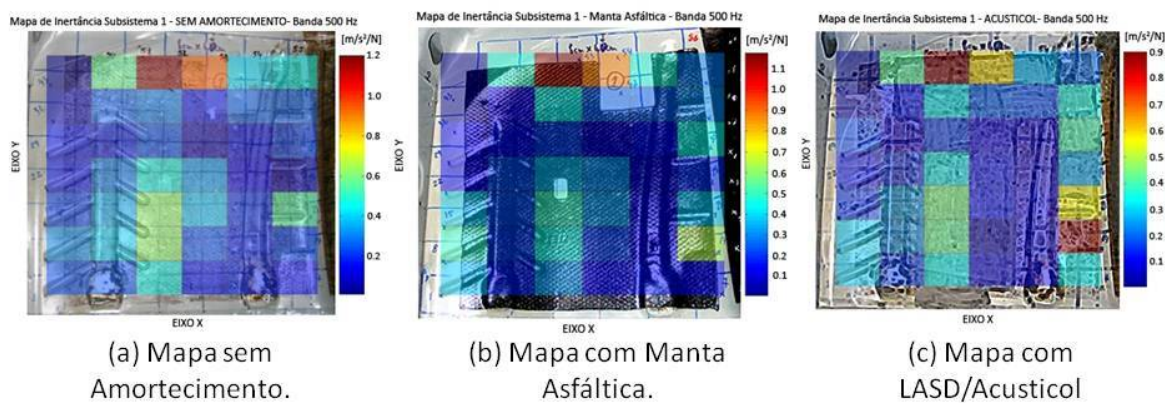 Mapa de Inertância Subsistema 1 - SEM AMORTECIMENTO- Banda 500 Hz
[m/s²/N]
1.2
1.0
0.8
0.6
0.4
0.2
EIXO Y
EIXO X
(a) Mapa sem
Amortecimento.
Mapa de Inertância Subsistema 1 - Manta Asfáltica - Banda 500 Hz
[m/s²/N]
1.1
1.0
0.9
0.8
0.7
0.6
0.5
0.4
0.3
0.2
0.1
EIXO Y
EIXO X
(b) Mapa com Manta
Asfáltica.
Mapa de Inertância Subsistema 1 - ACUSTICOL- Banda 500 Hz
[m/s²/N]
0.9
0.8
0.7
0.6
0.5
0.4
0.3
0.2
0.1
EIXO Y
EIXO X
(c) Mapa com
LASD/Acusticol